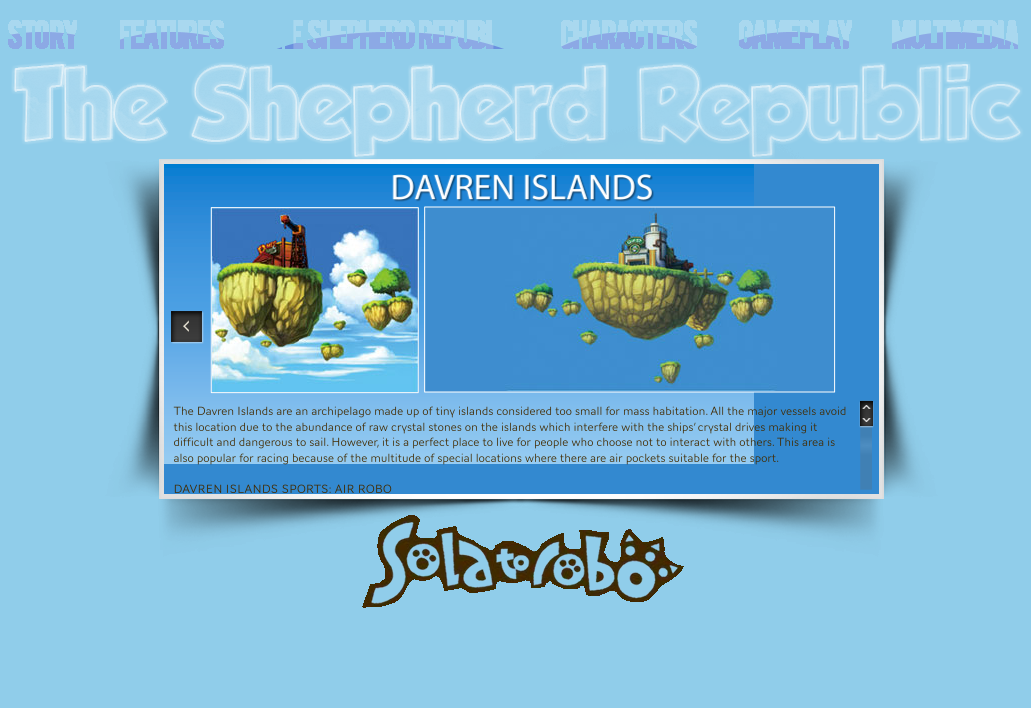 STORY FEATURES E SHEPHERD REPUBL CHARACTERS GAMEPLAY MULTIMEDIA
The Shepherd Republic
DAVREN ISLANDS
The Davren Islands are an archipelago made up of tiny islands considered too small for mass habitation. All the major vessels avoid
this location due to the abundance of raw crystal stones on the islands which interfere with the ships' crystal drives making it
difficult and dangerous to sail. However, it is a perfect place to live for people who choose not to interact with others. This area is
also popular for racing because of the multitude of special locations where there are air pockets suitable for the sport.
DAVREN ISLANDS SPORTS: AIR ROBO
Solatorobo